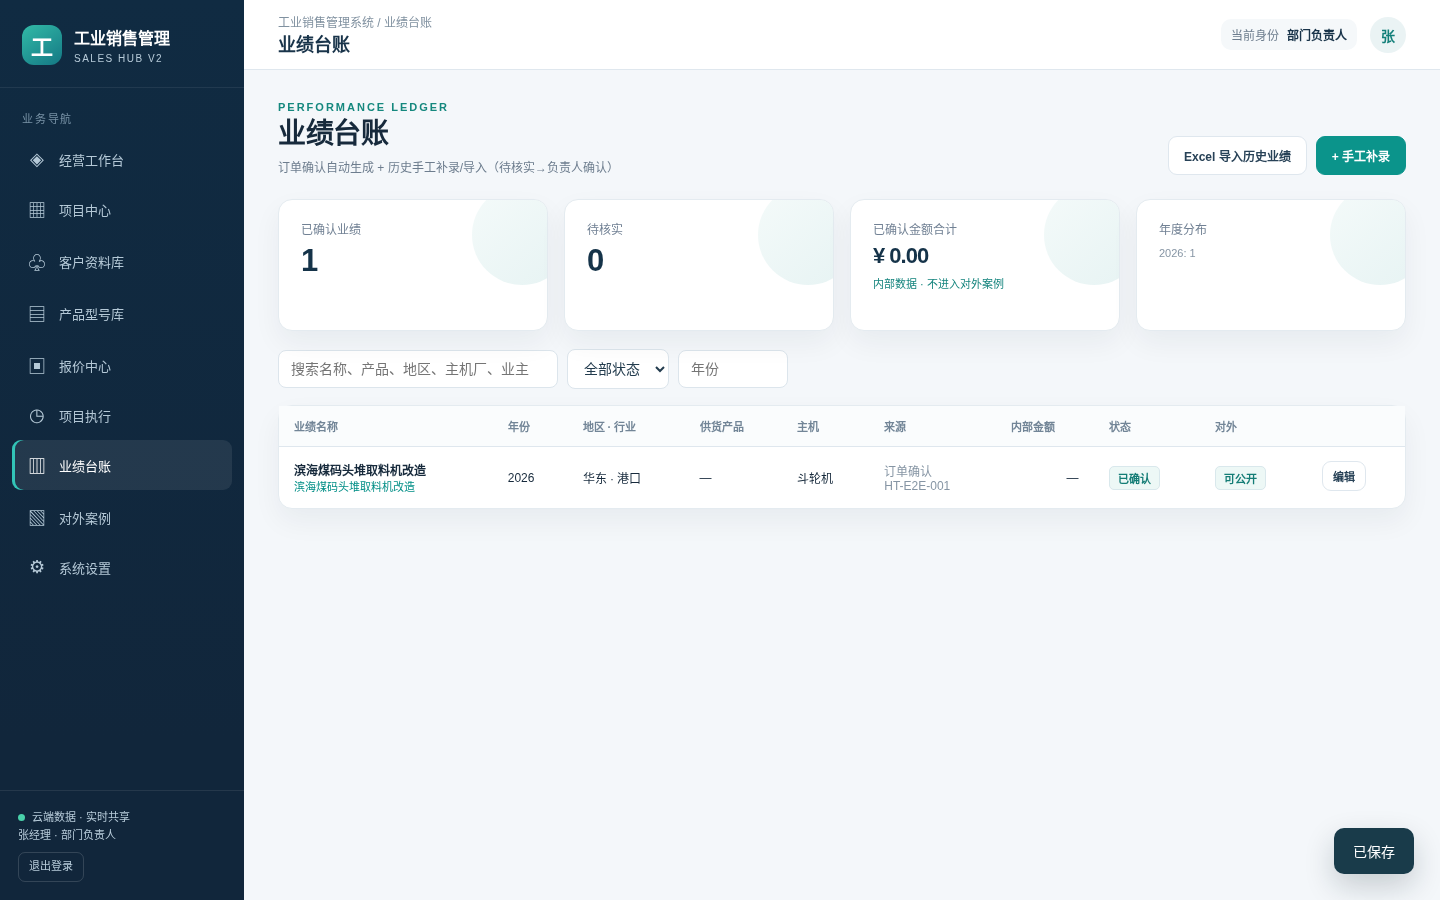 工
工业销售管理
SALES HUB V2
业务导航
经营工作台
项目中心
客户资料库
产品型号库
报价中心
项目执行
业绩台账
对外案例
系统设置
云端数据 · 实时共享
张经理 · 部门负责人
退出登录
工业销售管理系统 / 业绩台账
业绩台账
当前身份 部门负责人
张
PERFORMANCE LEDGER
业绩台账
订单确认自动生成 + 历史手工补录/导入（待核实→负责人确认）
Excel 导入历史业绩
+ 手工补录
已确认业绩
1
待核实
0
已确认金额合计
¥ 0.00
内部数据 · 不进入对外案例
年度分布
2026: 1
搜索名称、产品、地区、主机厂、业主
全部状态
年份
业绩名称 年份 地区 · 行业 供货产品 主机 来源 内部金额 状态 对外
滨海煤码头堆取料机改造
滨海煤码头堆取料机改造
2026
华东 · 港口
—
斗轮机
订单确认
HT-E2E-001
—
已确认
可公开
编辑
已保存